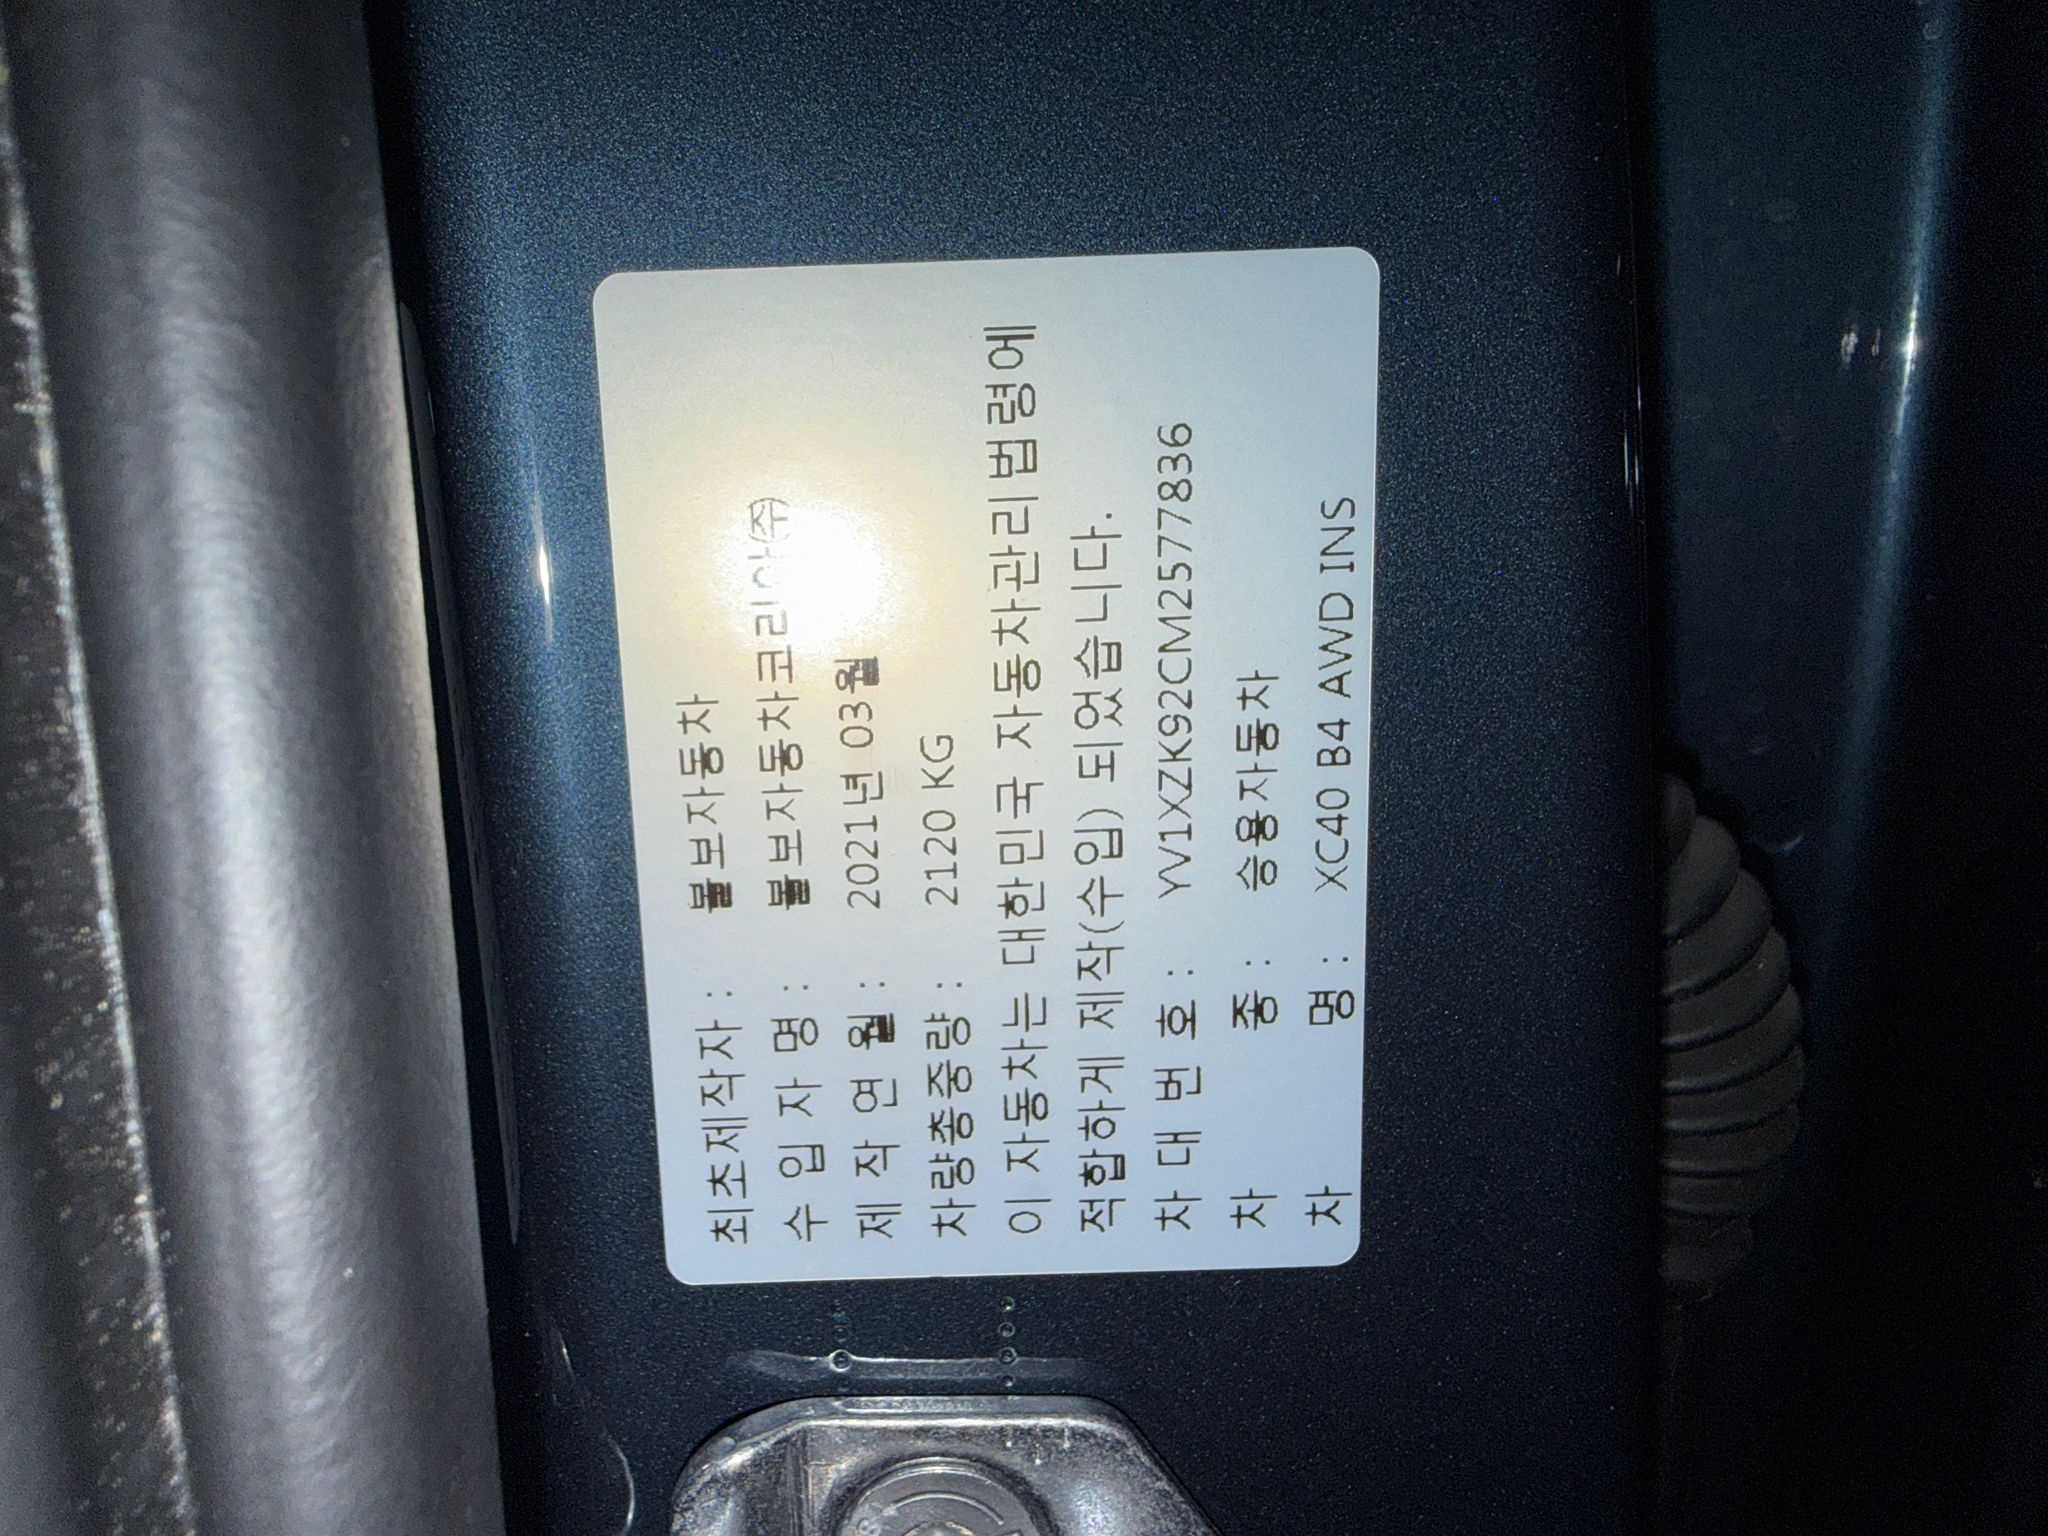 최초제작자 : 볼보자동차
수 입 자 명 : 볼보자동차코리아(주)
제 작 연 월 : 2021년 03월
차량총중량 : 2120 KG
이 자동차는 대한민국 자동차관리법령에
적합하게 제작(수입) 되었습니다.
차 대 번 호 : YV1XZK92CM2577836
차 종 : 승용자동차
차 명 : XC40 B4 AWD INS